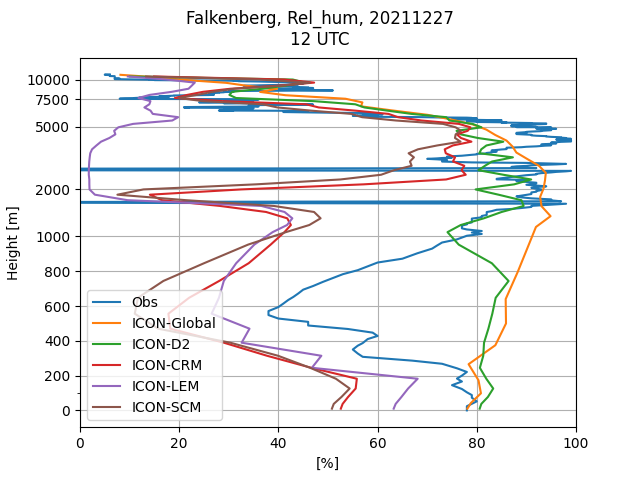 Falkenberg, Rel_hum, 20211227
12 UTC
Height [m]
10000
7500
5000
2000
1000
800
600
400
200
0
Obs
ICON-Global
ICON-D2
ICON-CRM
ICON-LEM
ICON-SCM
0 20 40 60 80 100
[%]